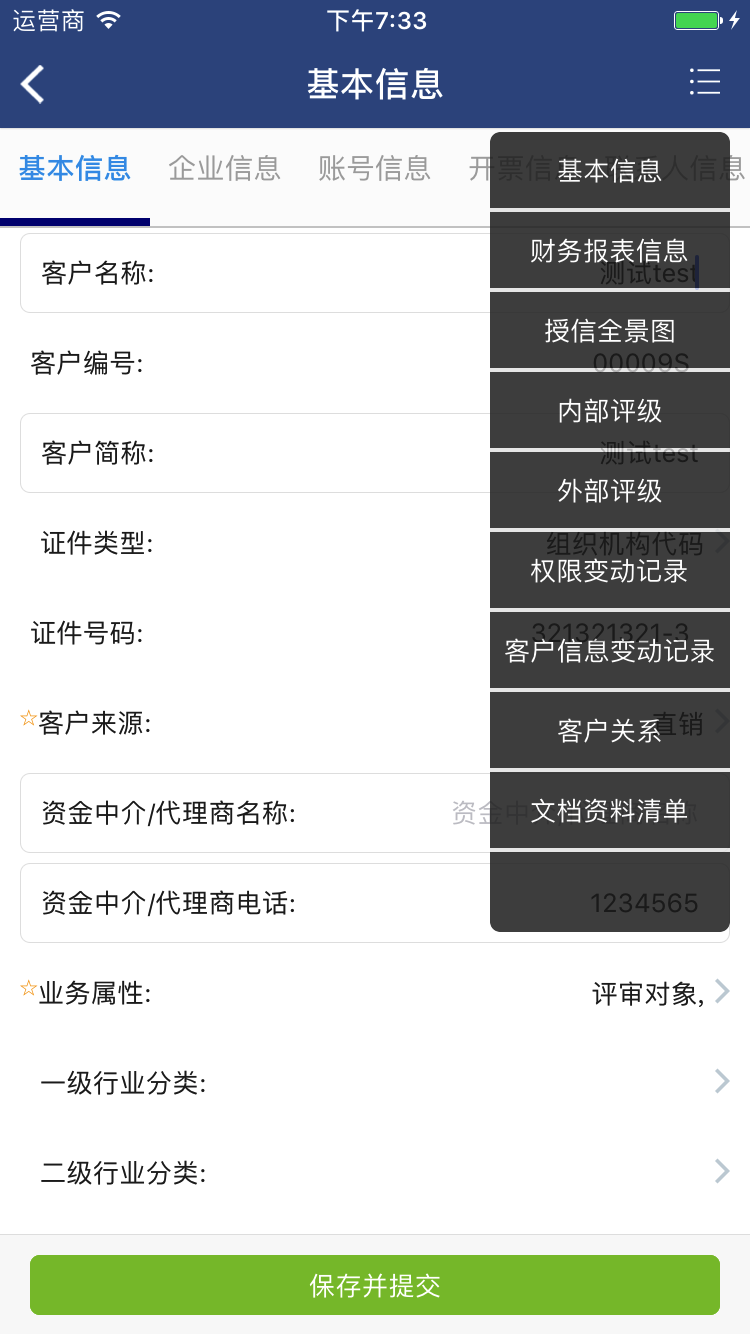 运营商 下午7:33
基本信息
基本信息 企业信息 账号信息 开票信息 人信息
基本信息
财务报表信息
客户名称: 测试test
授信全景图
客户编号: 00009S
内部评级
客户简称: 测试test
外部评级
证件类型: 组织机构代码
权限变动记录
证件号码: 321321321-3
客户信息变动记录
☆客户来源: 直销
客户关系
资金中介/代理商名称: 资金中
文档资料清单
资金中介/代理商电话: 1234565
☆业务属性: 评审对象,
一级行业分类:
二级行业分类:
保存并提交